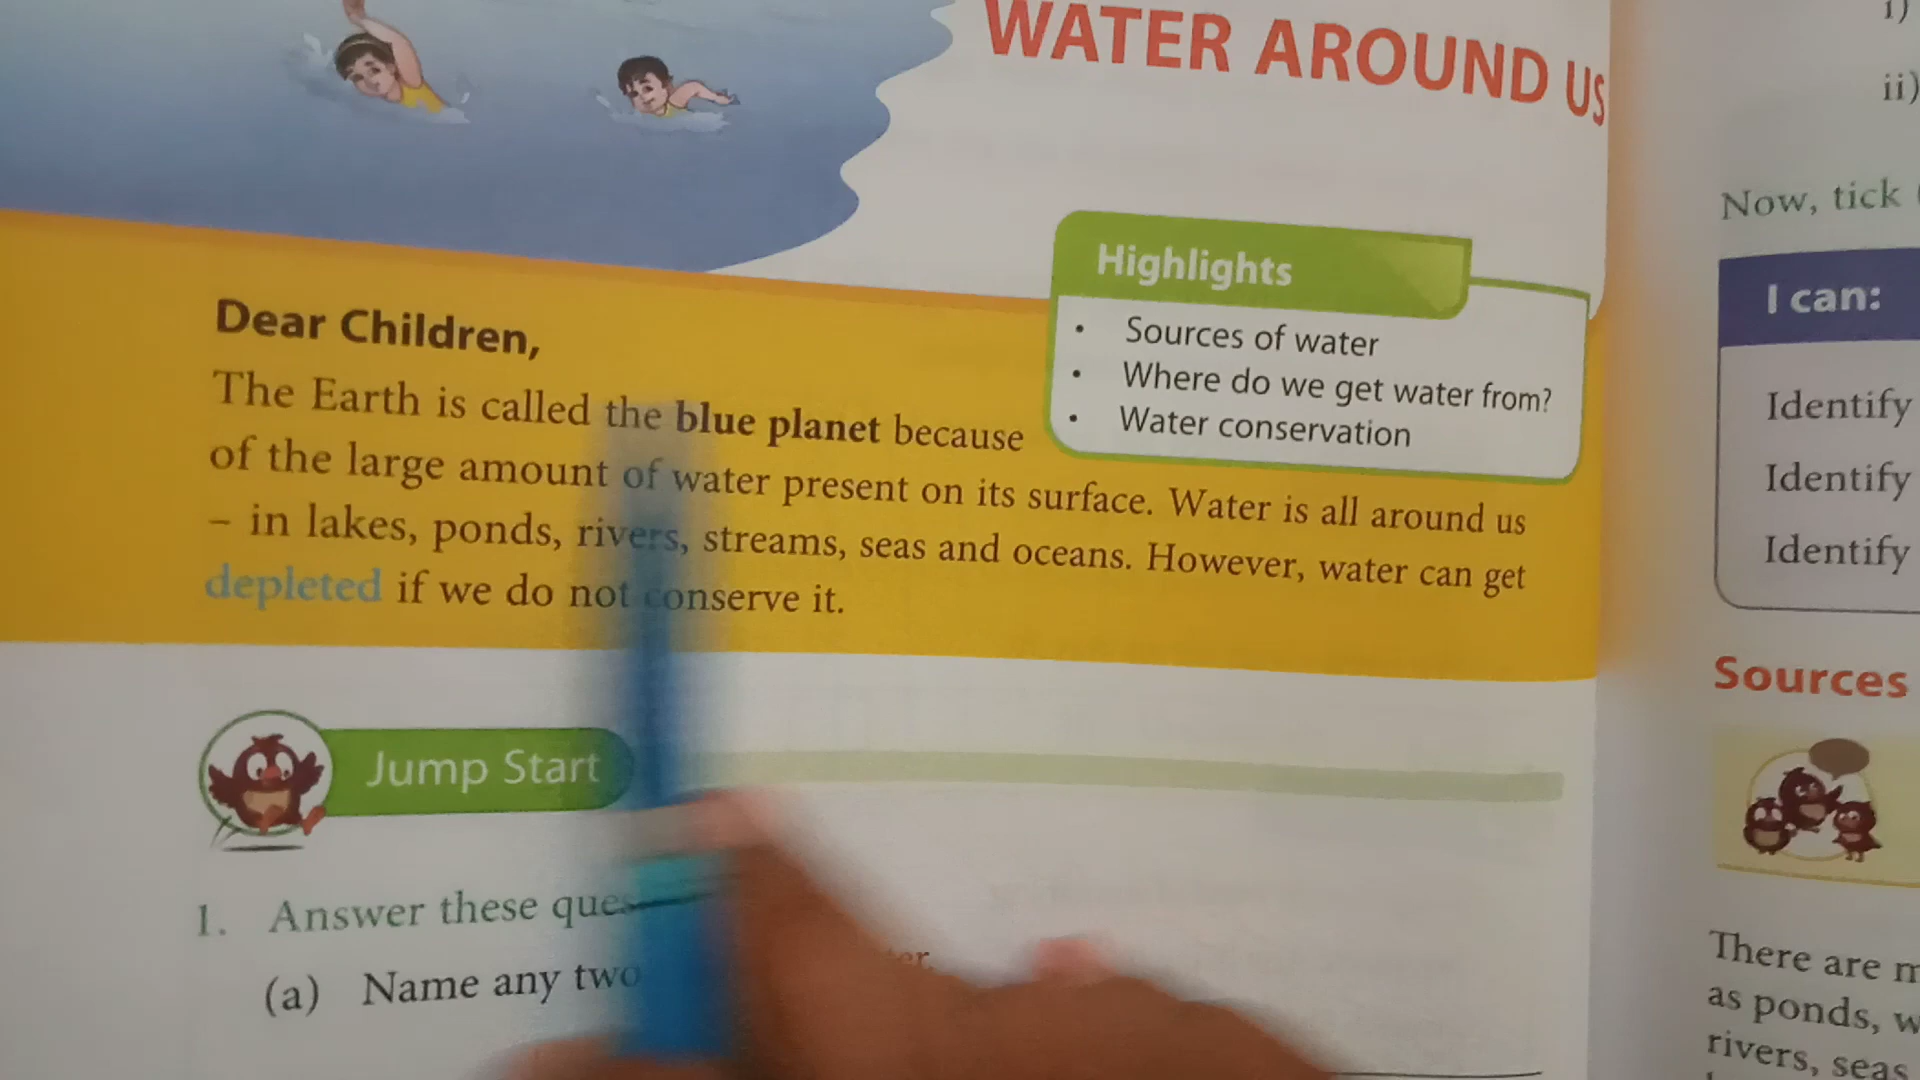 WATER AROUND US
Highlights
• Sources of water
• Where do we get water from?
• Water conservation
Dear Children,
The Earth is called the blue planet because
of the large amount of water present on its surface. Water is all around us
– in lakes, ponds, rivers, streams, seas and oceans. However, water can get
depleted if we do not conserve it.
Jump Start
1. Answer these
(a) Name any two
i)
ii)
Now, tick
I can:
Identify
Identify
Identify
Sources
There are
as ponds,
rivers, seas